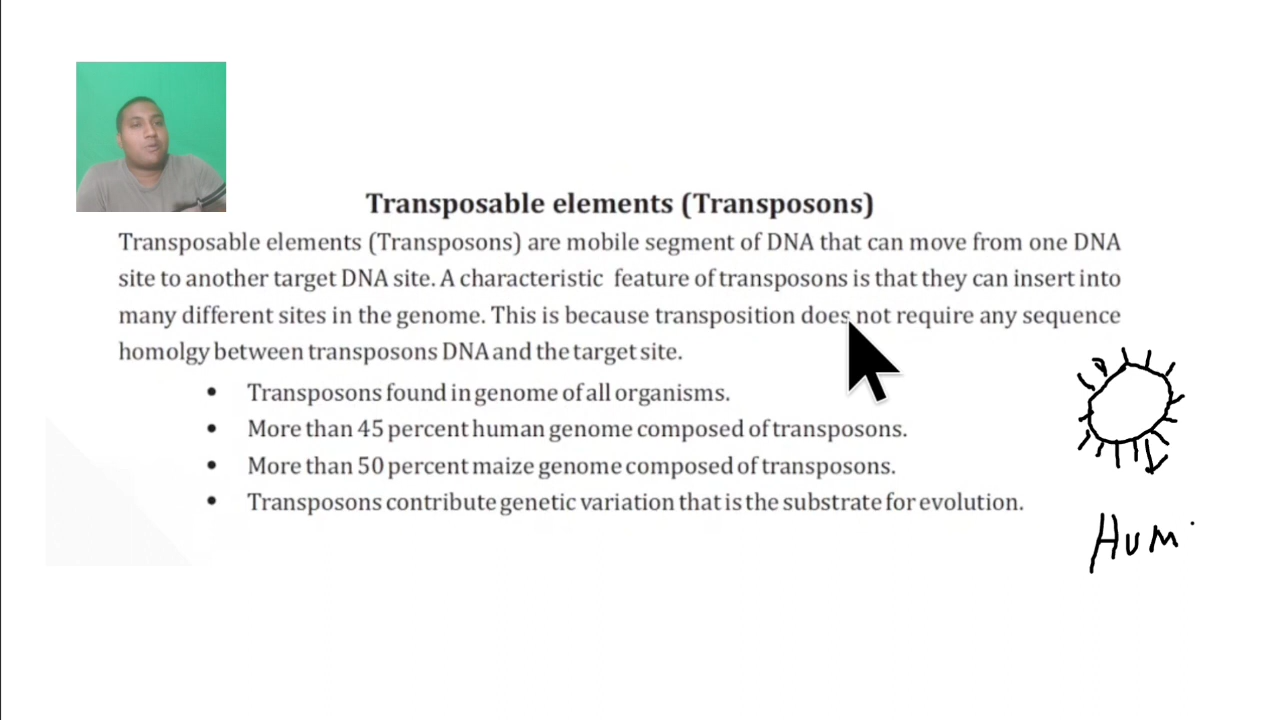 Transposable elements (Transposons)
Transposable elements (Transposons) are mobile segment of DNA that can move from one DNA
site to another target DNA site. A characteristic feature of transposons is that they can insert into
many different sites in the genome. This is because transposition does not require any sequence
homolgy between transposons DNA and the target site.
• Transposons found in genome of all organisms.
• More than 45 percent human genome composed of transposons.
• More than 50 percent maize genome composed of transposons.
• Transposons contribute genetic variation that is the substrate for evolution.
Hum